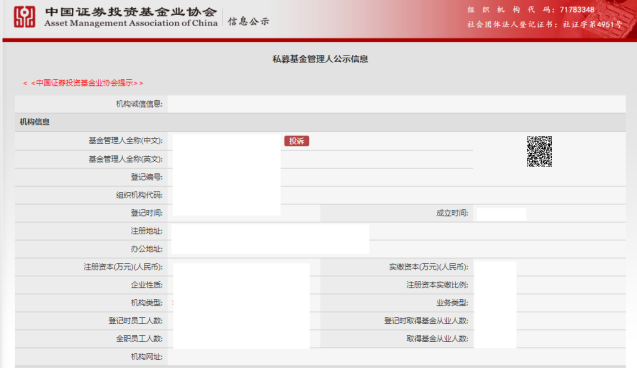 中国证券投资基金业协会 信息公示
Asset Management Association of China
组 织 机 构 代 码：71783348
社会团体法人登记证书：社证字第4951号
私募基金管理人公示信息
< <中国证券投资基金业协会提示> >
机构诚信信息:
机构信息
基金管理人全称(中文): 投诉
基金管理人全称(英文):
登记编号:
组织机构代码:
登记时间: 成立时间:
注册地址:
办公地址:
注册资本(万元)(人民币): 实缴资本(万元)(人民币):
企业性质: 注册资本实缴比例:
机构类型: 业务类型:
登记时员工人数: 登记时取得基金从业人数:
全职员工人数: 取得基金从业人数:
机构网址: